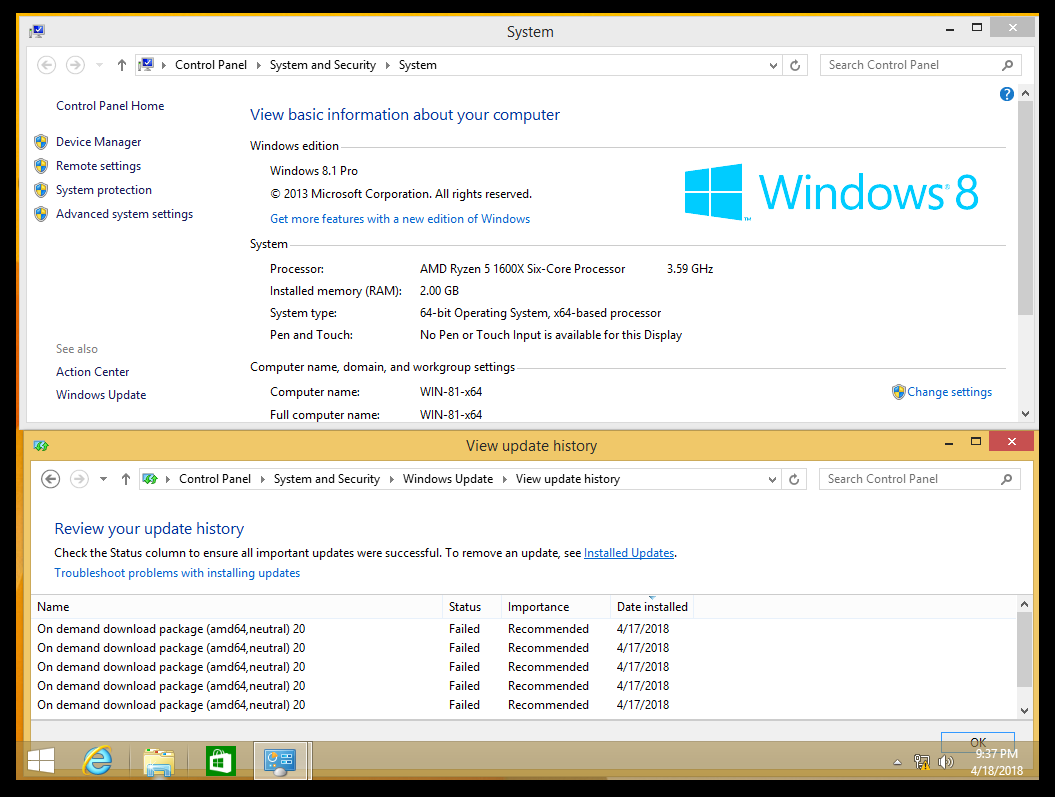 System
Control Panel System and Security System
Search Control Panel
Control Panel Home
Device Manager
Remote settings
System protection
Advanced system settings
See also
Action Center
Windows Update
View basic information about your computer
Windows edition
Windows 8.1 Pro
© 2013 Microsoft Corporation. All rights reserved.
Get more features with a new edition of Windows
Windows® 8
System
Processor: AMD Ryzen 5 1600X Six-Core Processor 3.59 GHz
Installed memory (RAM): 2.00 GB
System type: 64-bit Operating System, x64-based processor
Pen and Touch: No Pen or Touch Input is available for this Display
Computer name, domain, and workgroup settings
Computer name: WIN-81-x64
Change settings
Full computer name: WIN-81-x64
View update history
Control Panel System and Security Windows Update View update history
Search Control Panel
Review your update history
Check the Status column to ensure all important updates were successful. To remove an update, see Installed Updates.
Troubleshoot problems with installing updates
Name Status Importance Date installed
On demand download package (amd64,neutral) 20 Failed Recommended 4/17/2018
On demand download package (amd64,neutral) 20 Failed Recommended 4/17/2018
On demand download package (amd64,neutral) 20 Failed Recommended 4/17/2018
On demand download package (amd64,neutral) 20 Failed Recommended 4/17/2018
On demand download package (amd64,neutral) 20 Failed Recommended 4/17/2018
OK
9:37 PM
4/18/2018